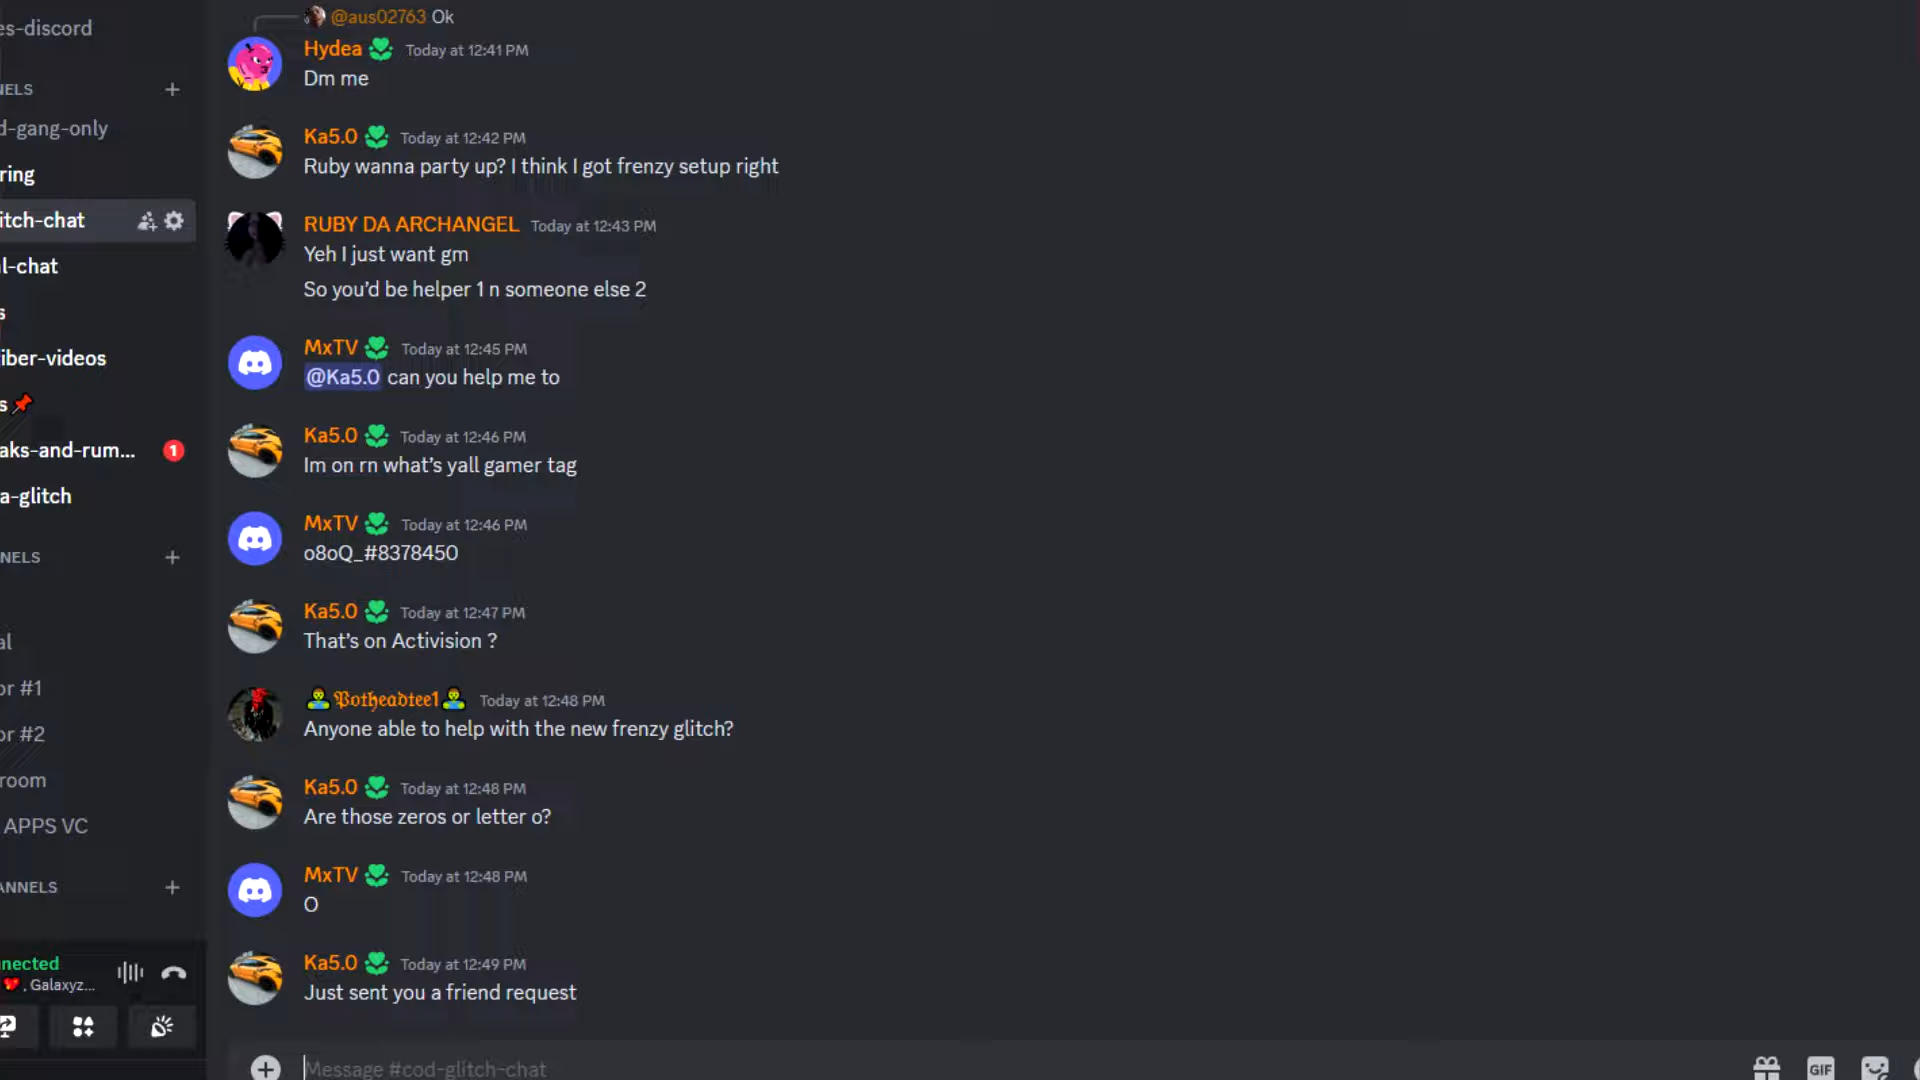 es-discord
NELS
d-gang-only
ring
itch-chat
l-chat
s
iber-videos
s
aks-and-rum...
1
a-glitch
NELS
al
or #1
or #2
room
APPS VC
ANNELS
nected
, Galaxyz...
@aus02763 Ok
Hydea Today at 12:41 PM
Dm me
Ka5.0 Today at 12:42 PM
Ruby wanna party up? I think I got frenzy setup right
RUBY DA ARCHANGEL Today at 12:43 PM
Yeh I just want gm
So you'd be helper 1 n someone else 2
MxTV Today at 12:45 PM
@Ka5.0 can you help me to
Ka5.0 Today at 12:46 PM
Im on rn what's yall gamer tag
MxTV Today at 12:46 PM
o8oQ_#8378450
Ka5.0 Today at 12:47 PM
That's on Activision ?
𝕻𝖔𝖙𝖍𝖊𝖆𝖉𝖙𝖊𝖊1 Today at 12:48 PM
Anyone able to help with the new frenzy glitch?
Ka5.0 Today at 12:48 PM
Are those zeros or letter o?
MxTV Today at 12:48 PM
O
Ka5.0 Today at 12:49 PM
Just sent you a friend request
Message #cod-glitch-chat
GIF